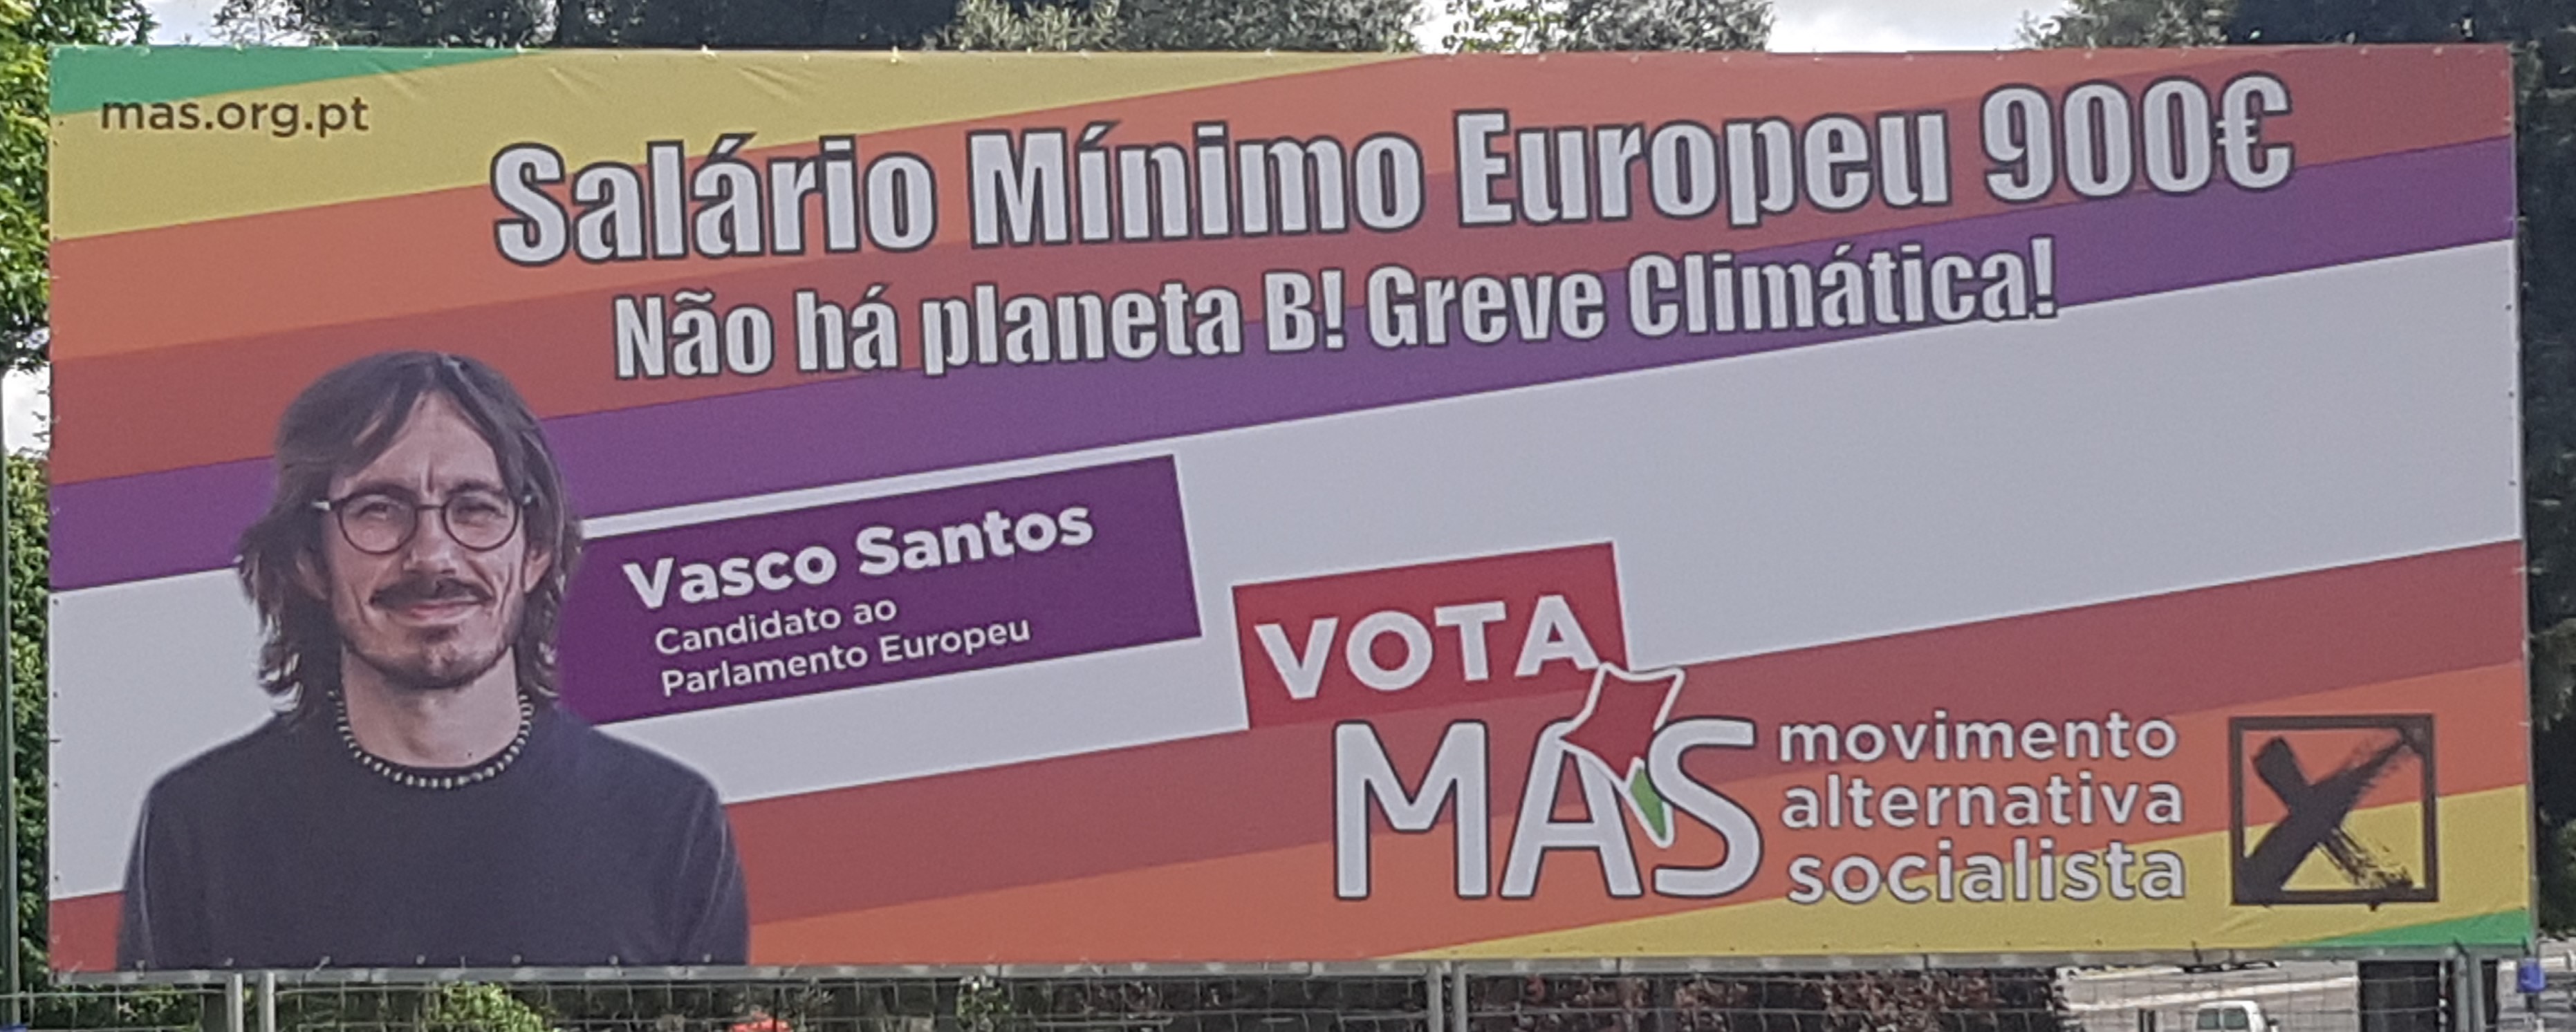 mas.org.pt
Salário Mínimo Europeu 900€
Não há planeta B! Greve Climática!
Vasco Santos
Candidato ao
Parlamento Europeu
VOTA
MAS
movimento
alternativa
socialista